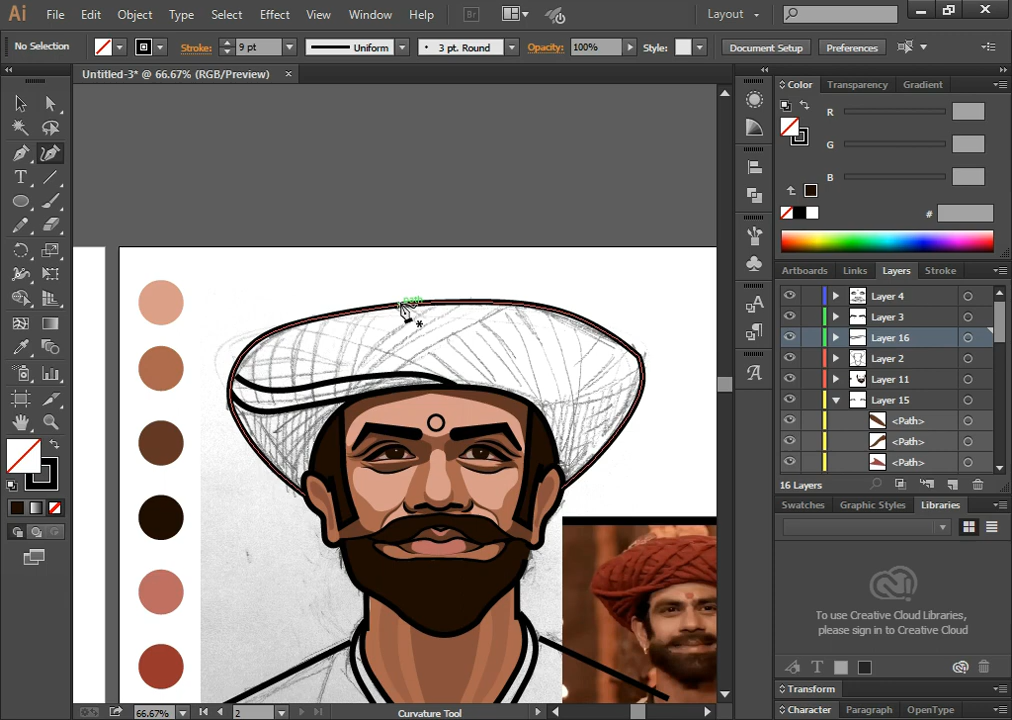 Ai File Edit Object Type Select Effect View Window Help Br Layout
No Selection Stroke: 9 pt Uniform 3 pt. Round Opacity: 100% Style: Document Setup Preferences
Untitled-3* @ 66.67% (RGB/Preview)
Color Transparency Gradient
R
G
B
#
Artboards Links Layers Stroke
Layer 4
Layer 3
Layer 16
Layer 2
Layer 11
Layer 15
<Path>
<Path>
<Path>
16 Layers
Swatches Graphic Styles Libraries
To use Creative Cloud Libraries,
please sign in to Creative Cloud
Transform
Character Paragraph OpenType
path
66.67% 2 Curvature Tool